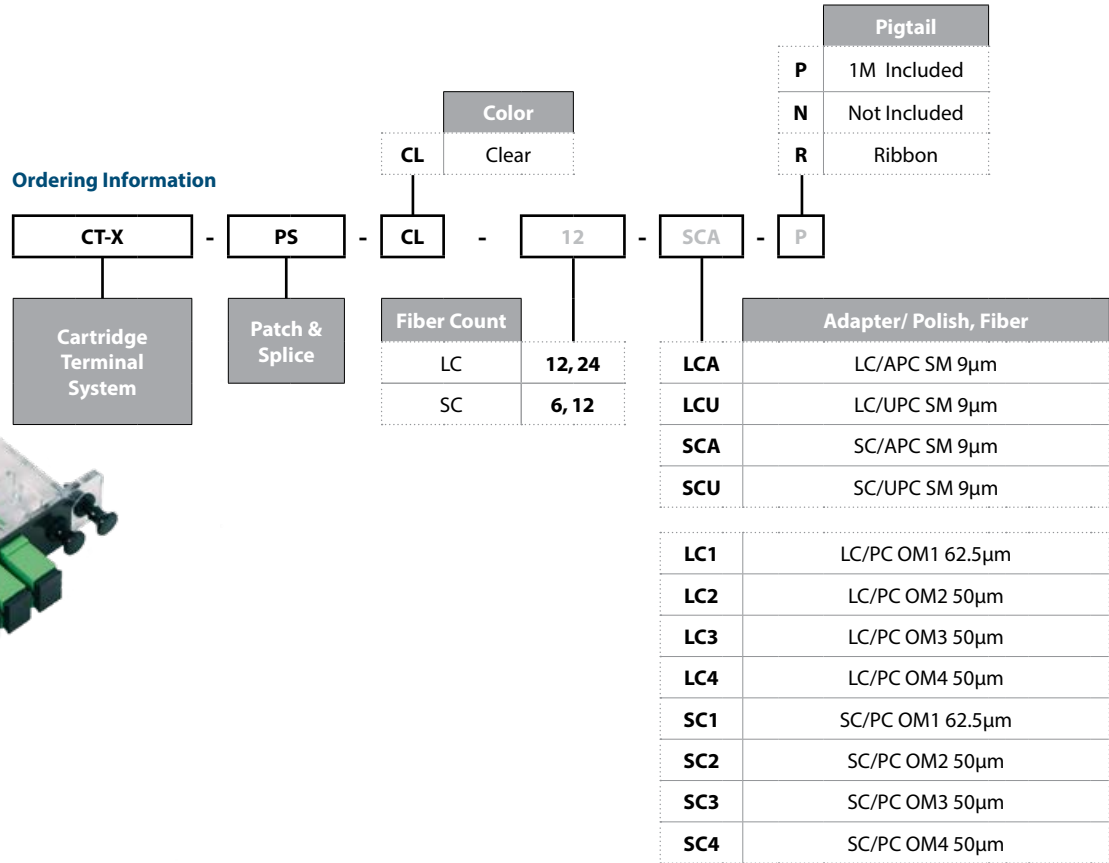 Pigtail
P 1M Included
N Not Included
R Ribbon
Color
CL Clear
Ordering Information
CT-X - PS - CL - 12 - SCA - P
Cartridge
Terminal
System
Patch &
Splice
Fiber Count
LC 12, 24
SC 6, 12
Adapter/ Polish, Fiber
LCA LC/APC SM 9µm
LCU LC/UPC SM 9µm
SCA SC/APC SM 9µm
SCU SC/UPC SM 9µm
LC1 LC/PC OM1 62.5µm
LC2 LC/PC OM2 50µm
LC3 LC/PC OM3 50µm
LC4 LC/PC OM4 50µm
SC1 SC/PC OM1 62.5µm
SC2 SC/PC OM2 50µm
SC3 SC/PC OM3 50µm
SC4 SC/PC OM4 50µm